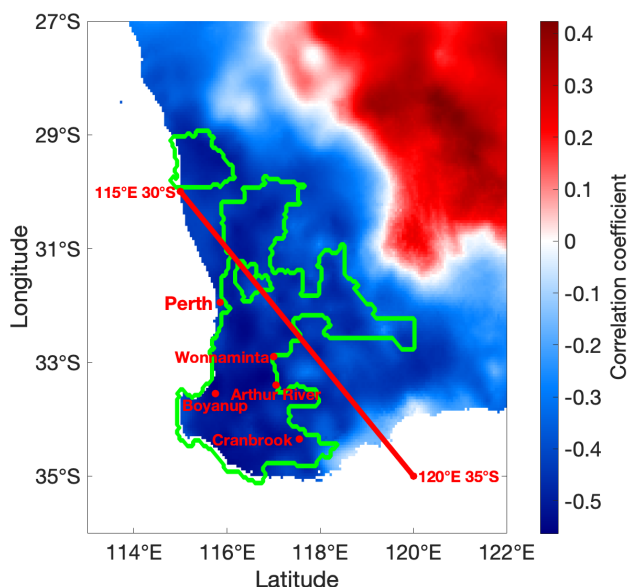 27°S
29°S
31°S
33°S
35°S
Longitude
115°E 30°S
Perth
Wonnaminta
Arthur River
Boyanup
Cranbrook
120°E 35°S
114°E
116°E
118°E
120°E
122°E
Latitude
0.4
0.3
0.2
0.1
0
-0.1
-0.2
-0.3
-0.4
-0.5
Correlation coefficient